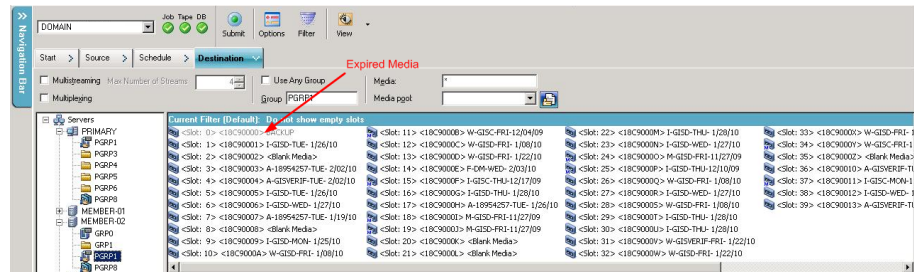 Navigation Bar
DOMAIN
Job Tape DB
Submit Options Filter View
Start > Source > Schedule > Destination
Expired Media
Multistreaming Max Number of Streams 4 Use Any Group Media: *
Multiplexing Group PGRP1 Media pool
Servers
PRIMARY
PGRP1
PGRP3
PGRP4
PGRP5
PGRP6
PGRP8
MEMBER-01
MEMBER-02
GRP0
GRP1
PGRP1
PGRP8
Current Filter (Default): Do not show empty slots
<Slot: 0> <18C90000> BACKUP
<Slot: 1> <18C90001> I-GISD-TUE- 1/26/10
<Slot: 2> <18C90002> <Blank Media>
<Slot: 3> <18C90003> A-18954257-TUE- 2/02/10
<Slot: 4> <18C90004> A-GISVERIF-TUE- 2/02/10
<Slot: 5> <18C90005> I-GISD-TUE- 1/26/10
<Slot: 6> <18C90006> I-GISD-WED- 1/27/10
<Slot: 7> <18C90007> A-18954257-TUE- 1/19/10
<Slot: 8> <18C90008> <Blank Media>
<Slot: 9> <18C90009> I-GISD-MON- 1/25/10
<Slot: 10> <18C9000A> W-GISD-FRI- 1/08/10
<Slot: 11> <18C9000B> W-GISC-FRI-12/04/09
<Slot: 12> <18C9000C> W-GISD-FRI- 1/08/10
<Slot: 13> <18C9000D> W-GISD-FRI- 1/22/10
<Slot: 14> <18C9000E> F-DM-WED- 2/03/10
<Slot: 15> <18C9000F> I-GISC-THU-12/17/09
<Slot: 16> <18C9000G> I-GISD-THU- 1/28/10
<Slot: 17> <18C9000H> A-18954257-TUE- 1/26/10
<Slot: 18> <18C9000I> M-GISD-FRI-11/27/09
<Slot: 19> <18C9000J> M-GISD-FRI-11/27/09
<Slot: 20> <18C9000K> <Blank Media>
<Slot: 21> <18C9000L> <Blank Media>
<Slot: 22> <18C9000M> I-GISD-THU- 1/28/10
<Slot: 23> <18C9000N> I-GISD-WED- 1/27/10
<Slot: 24> <18C9000O> M-GISD-FRI-11/27/09
<Slot: 25> <18C9000P> I-GISD-THU-12/10/09
<Slot: 26> <18C9000Q> W-GISD-FRI- 1/08/10
<Slot: 27> <18C9000R> I-GISD-WED- 1/27/10
<Slot: 28> <18C9000S> W-GISD-FRI- 1/08/10
<Slot: 29> <18C9000T> I-GISD-THU- 1/28/10
<Slot: 30> <18C9000U> I-GISD-THU- 1/28/10
<Slot: 31> <18C9000V> W-GISVERIF-FRI- 1/22/10
<Slot: 32> <18C9000W> W-GISD-FRI- 1/22/10
<Slot: 33> <18C9000X> W-GISD-FRI-1
<Slot: 34> <18C9000Y> W-GISC-FRI-1
<Slot: 35> <18C9000Z> <Blank Media>
<Slot: 36> <18C90010> A-GISVERIF-TU
<Slot: 37> <18C90011> I-GISC-MON-1
<Slot: 38> <18C90012> I-GISD-WED- 1
<Slot: 39> <18C90013> A-GISVERIF-TU